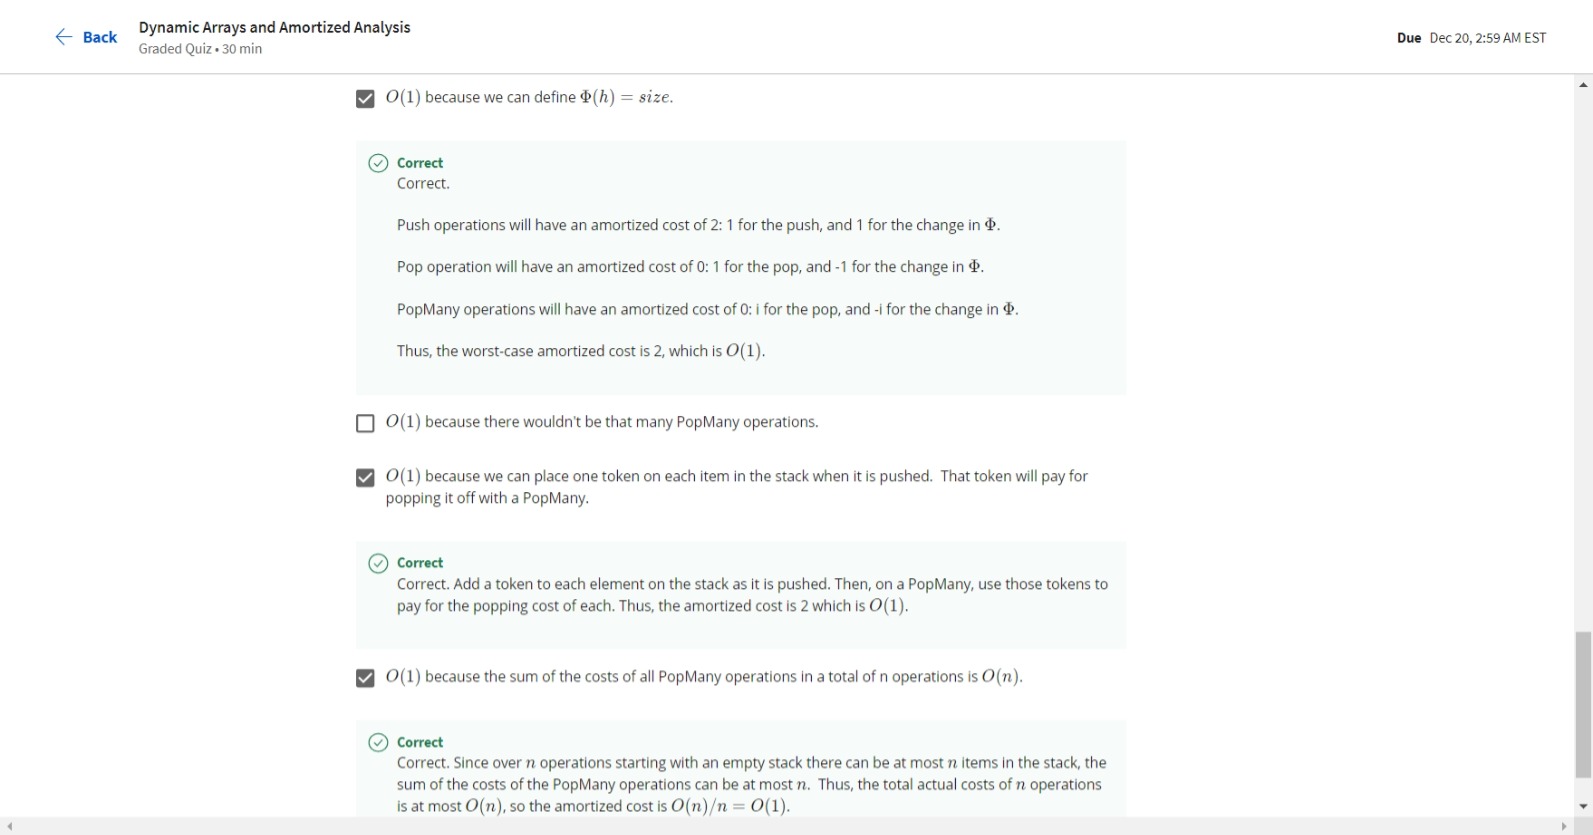 Back
Dynamic Arrays and Amortized Analysis
Graded Quiz • 30 min
Due Dec 20, 2:59 AM EST
O(1) because we can define Φ(h) = size.
Correct
Correct.
Push operations will have an amortized cost of 2: 1 for the push, and 1 for the change in Φ.
Pop operation will have an amortized cost of 0: 1 for the pop, and -1 for the change in Φ.
PopMany operations will have an amortized cost of 0: i for the pop, and -i for the change in Φ.
Thus, the worst-case amortized cost is 2, which is O(1).
O(1) because there wouldn't be that many PopMany operations.
O(1) because we can place one token on each item in the stack when it is pushed. That token will pay for
popping it off with a PopMany.
Correct
Correct. Add a token to each element on the stack as it is pushed. Then, on a PopMany, use those tokens to
pay for the popping cost of each. Thus, the amortized cost is 2 which is O(1).
O(1) because the sum of the costs of all PopMany operations in a total of n operations is O(n).
Correct
Correct. Since over n operations starting with an empty stack there can be at most n items in the stack, the
sum of the costs of the PopMany operations can be at most n. Thus, the total actual costs of n operations
is at most O(n), so the amortized cost is O(n)/n = O(1).